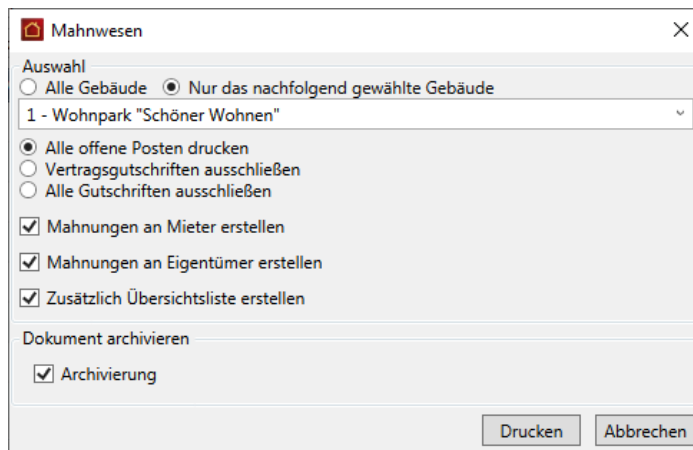 Mahnwesen
Auswahl
Alle Gebäude Nur das nachfolgend gewählte Gebäude
1 - Wohnpark "Schöner Wohnen"
Alle offene Posten drucken
Vertragsgutschriften ausschließen
Alle Gutschriften ausschließen
Mahnungen an Mieter erstellen
Mahnungen an Eigentümer erstellen
Zusätzlich Übersichtsliste erstellen
Dokument archivieren
Archivierung
Drucken Abbrechen